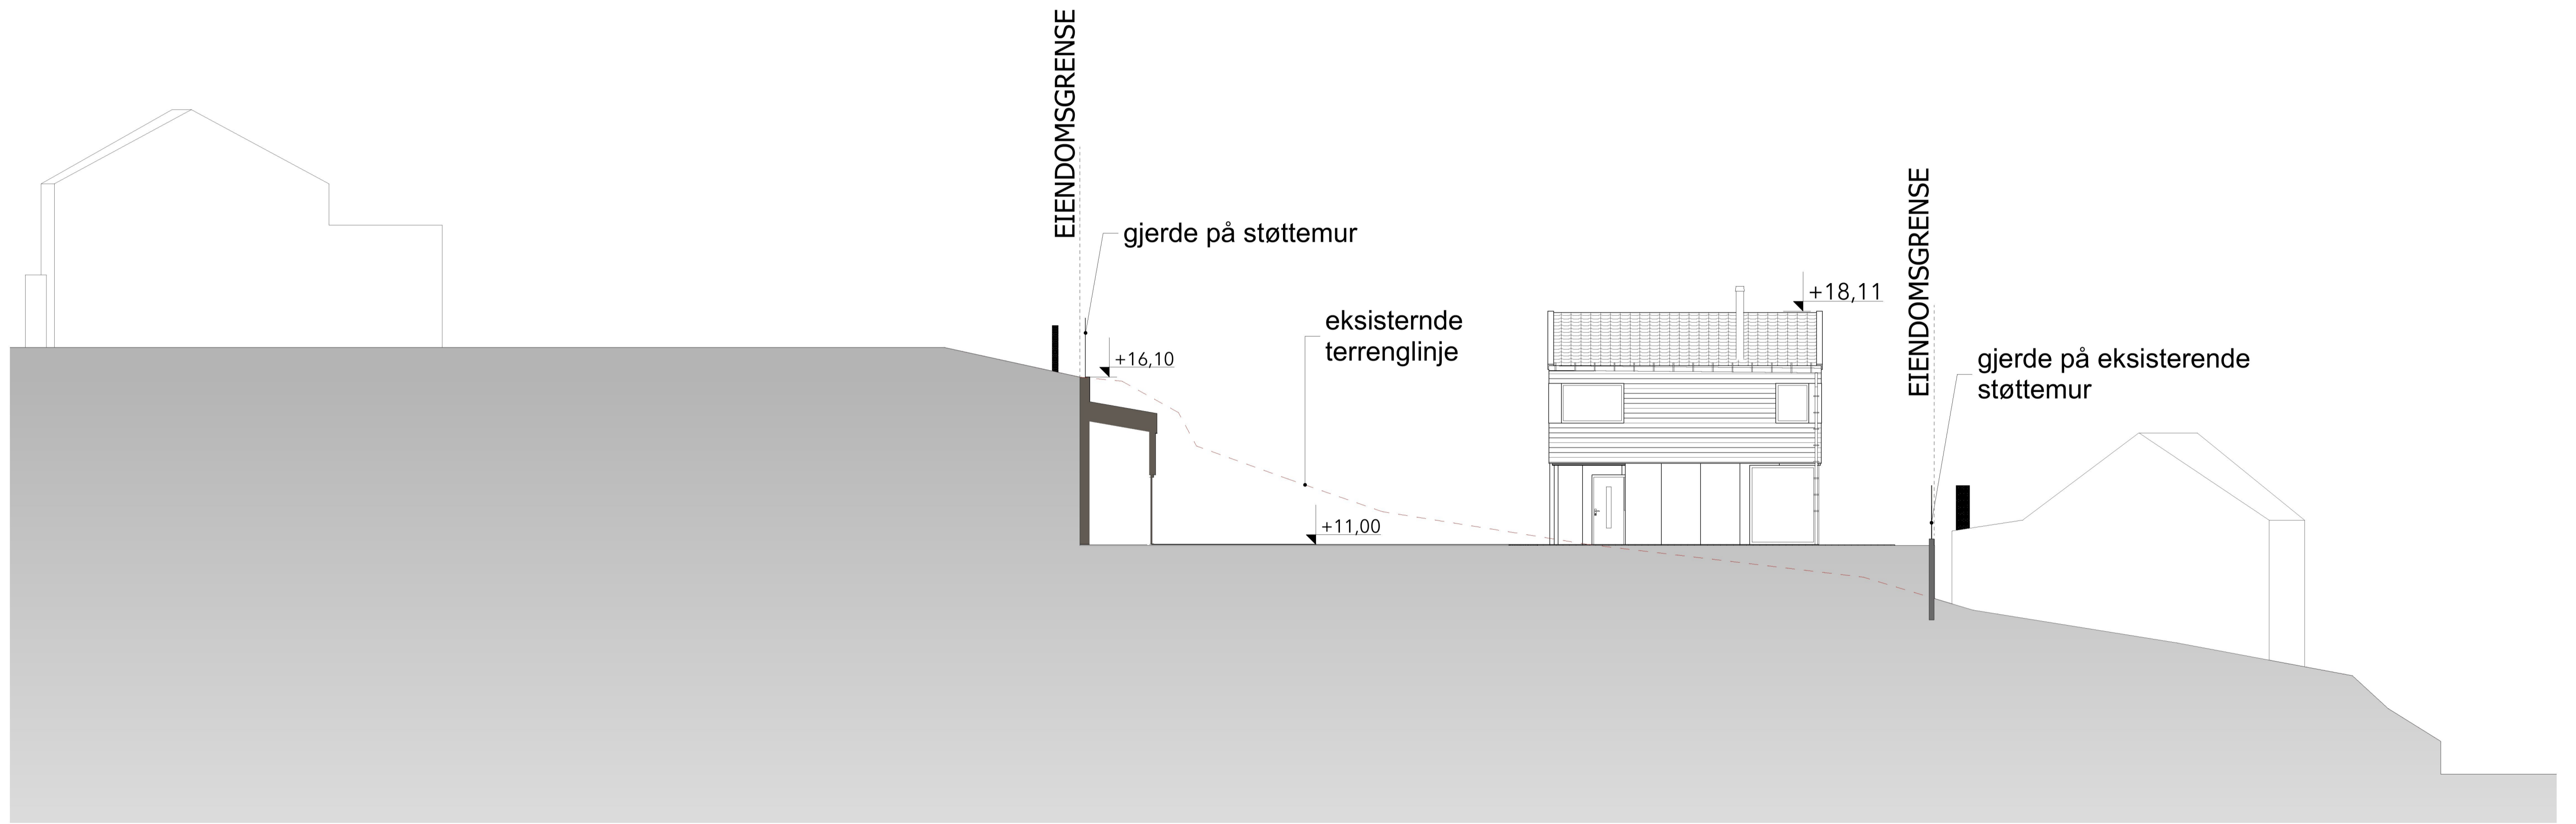 EIENDOMSGRENSE
gjerde på støttemur
EIENDOMSGRENSE
+18,11
eksisternde
terrenglinje
+16,10
gjerde på eksisterende
støttemur
+11,00